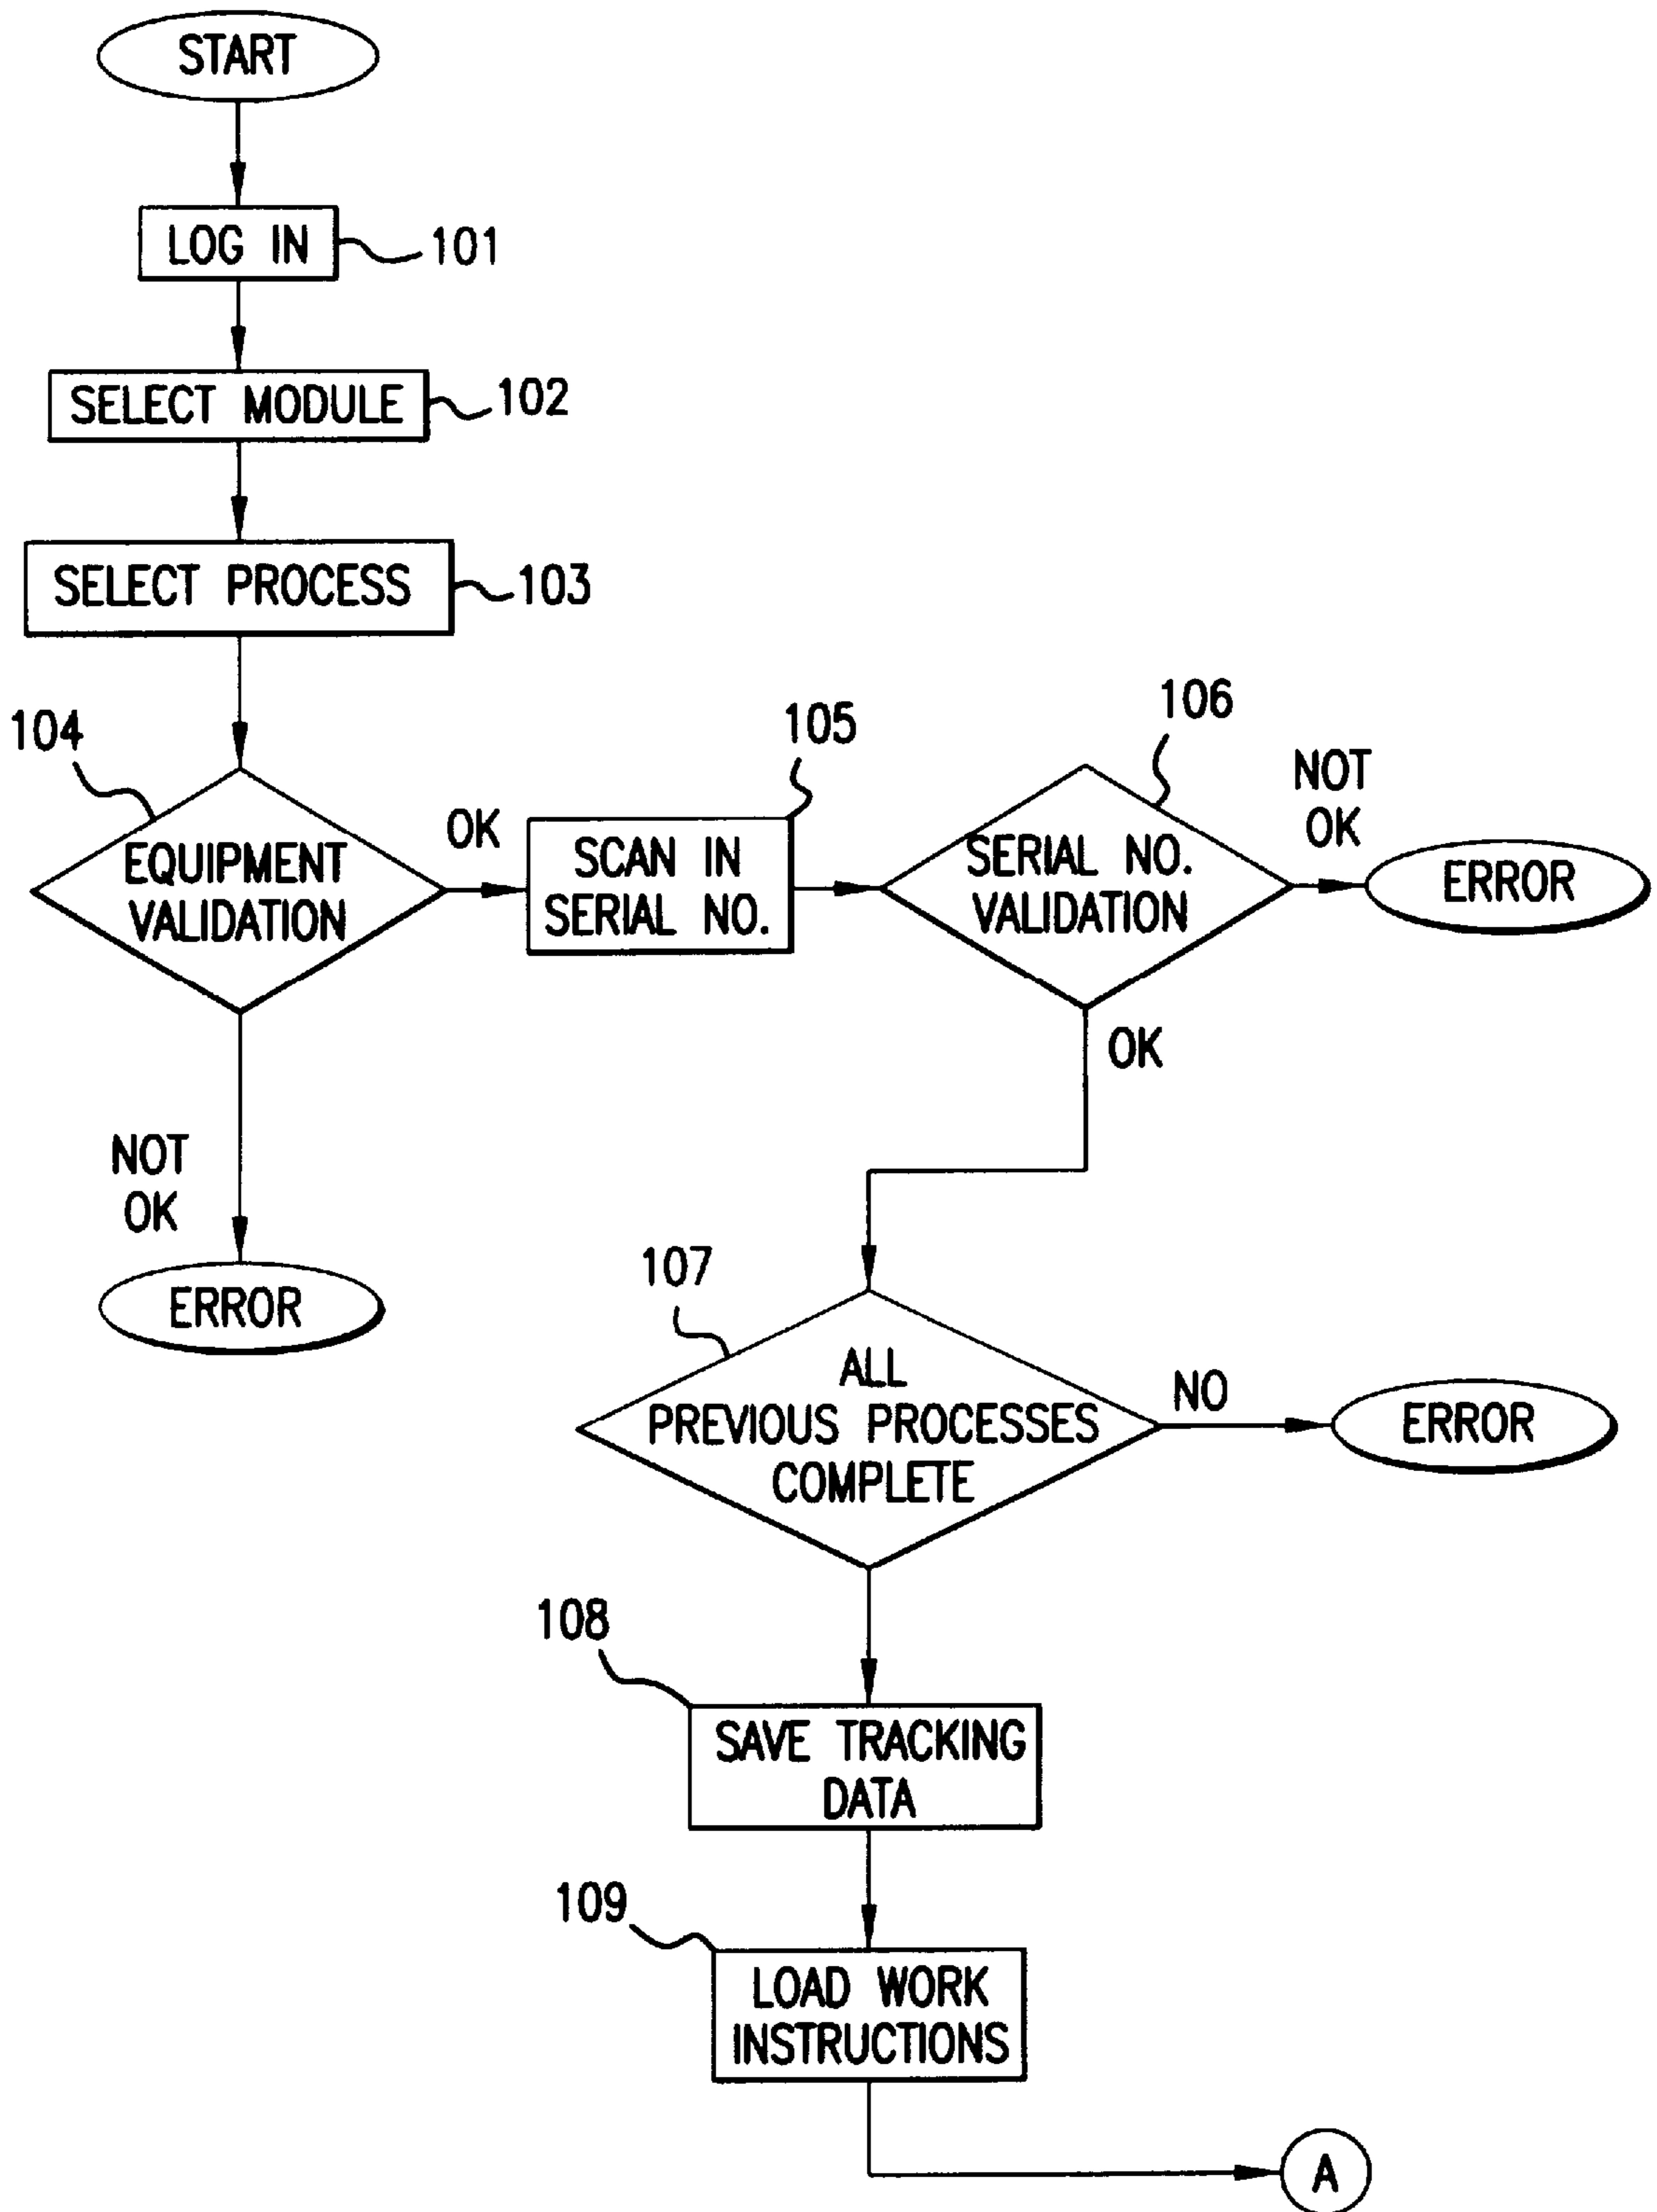 START
LOG IN
101
SELECT MODULE
102
SELECT PROCESS
103
104
EQUIPMENT
VALIDATION
OK
NOT
OK
ERROR
105
SCAN IN
SERIAL NO.
106
SERIAL NO.
VALIDATION
NOT
OK
ERROR
OK
107
ALL
PREVIOUS PROCESSES
COMPLETE
NO
ERROR
108
SAVE TRACKING
DATA
109
LOAD WORK
INSTRUCTIONS
A